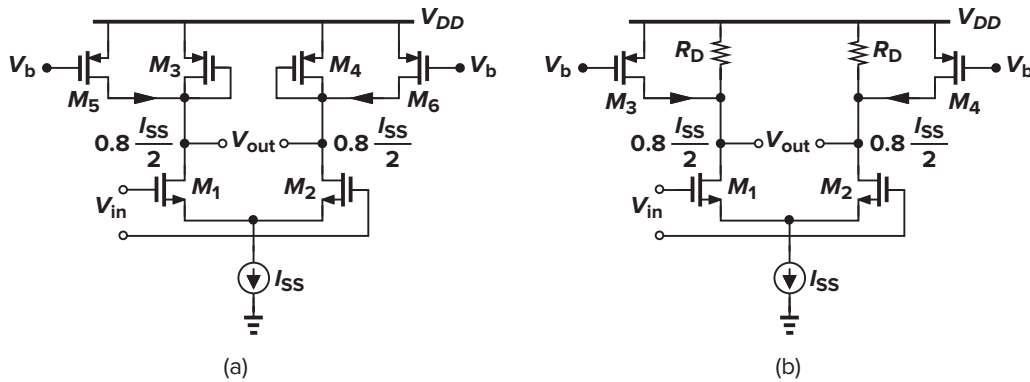 V_DD
V_b
M_3
M_4
V_b
M_5
M_6
0.8 I_SS/2
V_out
0.8 I_SS/2
M_1
M_2
V_in
I_SS
(a)
V_DD
R_D
R_D
V_b
V_b
M_3
M_4
0.8 I_SS/2
V_out
0.8 I_SS/2
M_1
M_2
V_in
I_SS
(b)